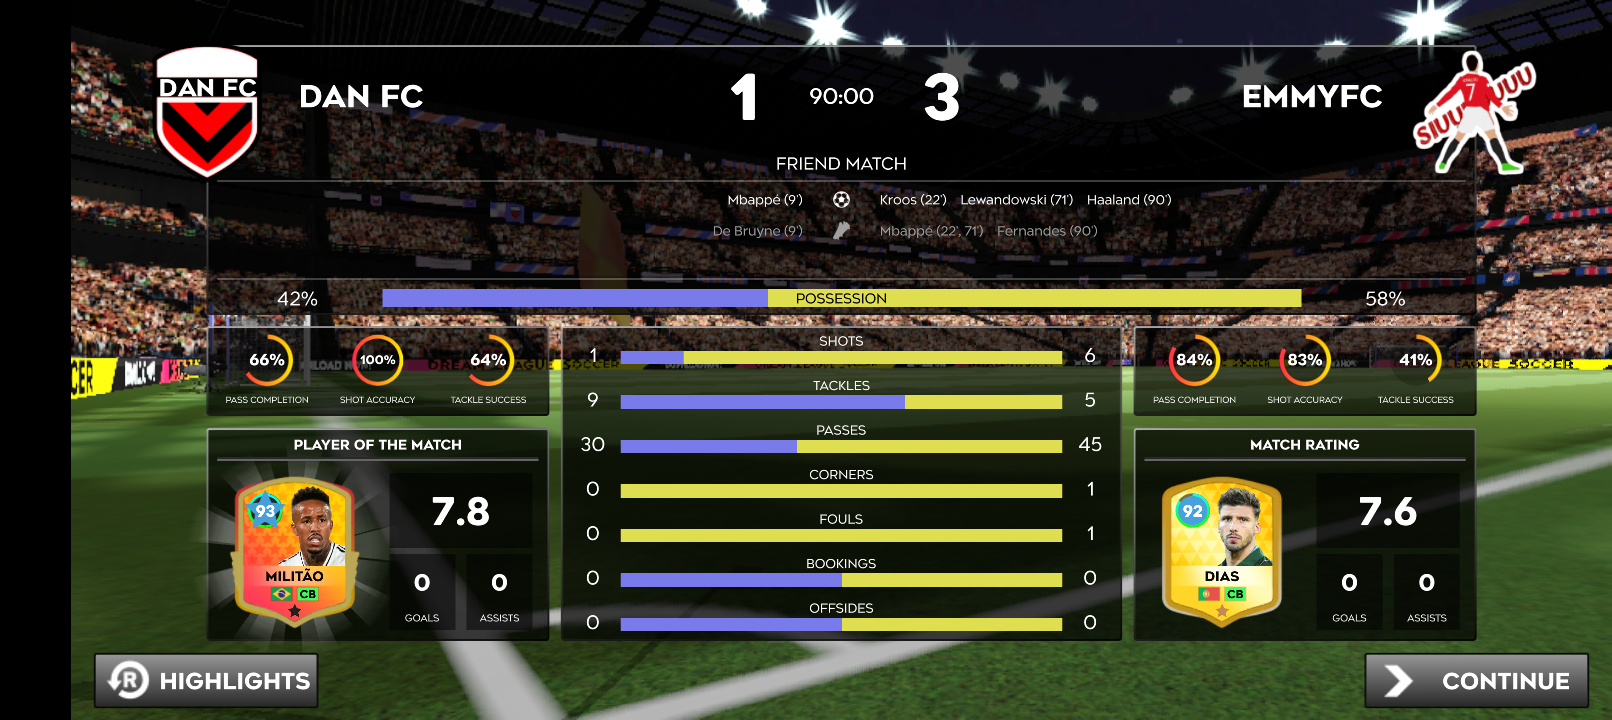 DAN FC
DAN FC
1
90:00
3
EMMYFC
SIUUU
7
FRIEND MATCH
Mbappé (9') Kroos (22') Lewandowski (71') Haaland (90')
De Bruyne (9') Mbappé (22', 71') Fernandes (90')
42% POSSESSION 58%
66% 100% 64%
PASS COMPLETION SHOT ACCURACY TACKLE SUCCESS
SHOTS
1 6
TACKLES
9 5
PASSES
30 45
CORNERS
0 1
FOULS
0 1
BOOKINGS
0 0
OFFSIDES
0 0
84% 83% 41%
PASS COMPLETION SHOT ACCURACY TACKLE SUCCESS
PLAYER OF THE MATCH
93
MILITÃO
CB
7.8
0 0
GOALS ASSISTS
MATCH RATING
92
DIAS
CB
7.6
0 0
GOALS ASSISTS
R HIGHLIGHTS
CONTINUE